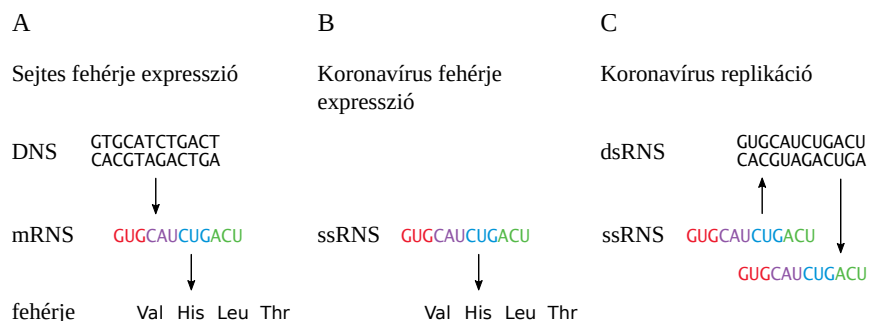 A
Sejtes fehérje expresszió
DNS
GTGCATCTGACT
CACGTAGACTGA
mRNS
GUGCAUCUGACU
fehérje
Val His Leu Thr
B
Koronavírus fehérje
expresszió
ssRNS
GUGCAUCUGACU
Val His Leu Thr
C
Koronavírus replikáció
dsRNS
GUGCAUCUGACU
CACGUAGACUGA
ssRNS
GUGCAUCUGACU
GUGCAUCUGACU